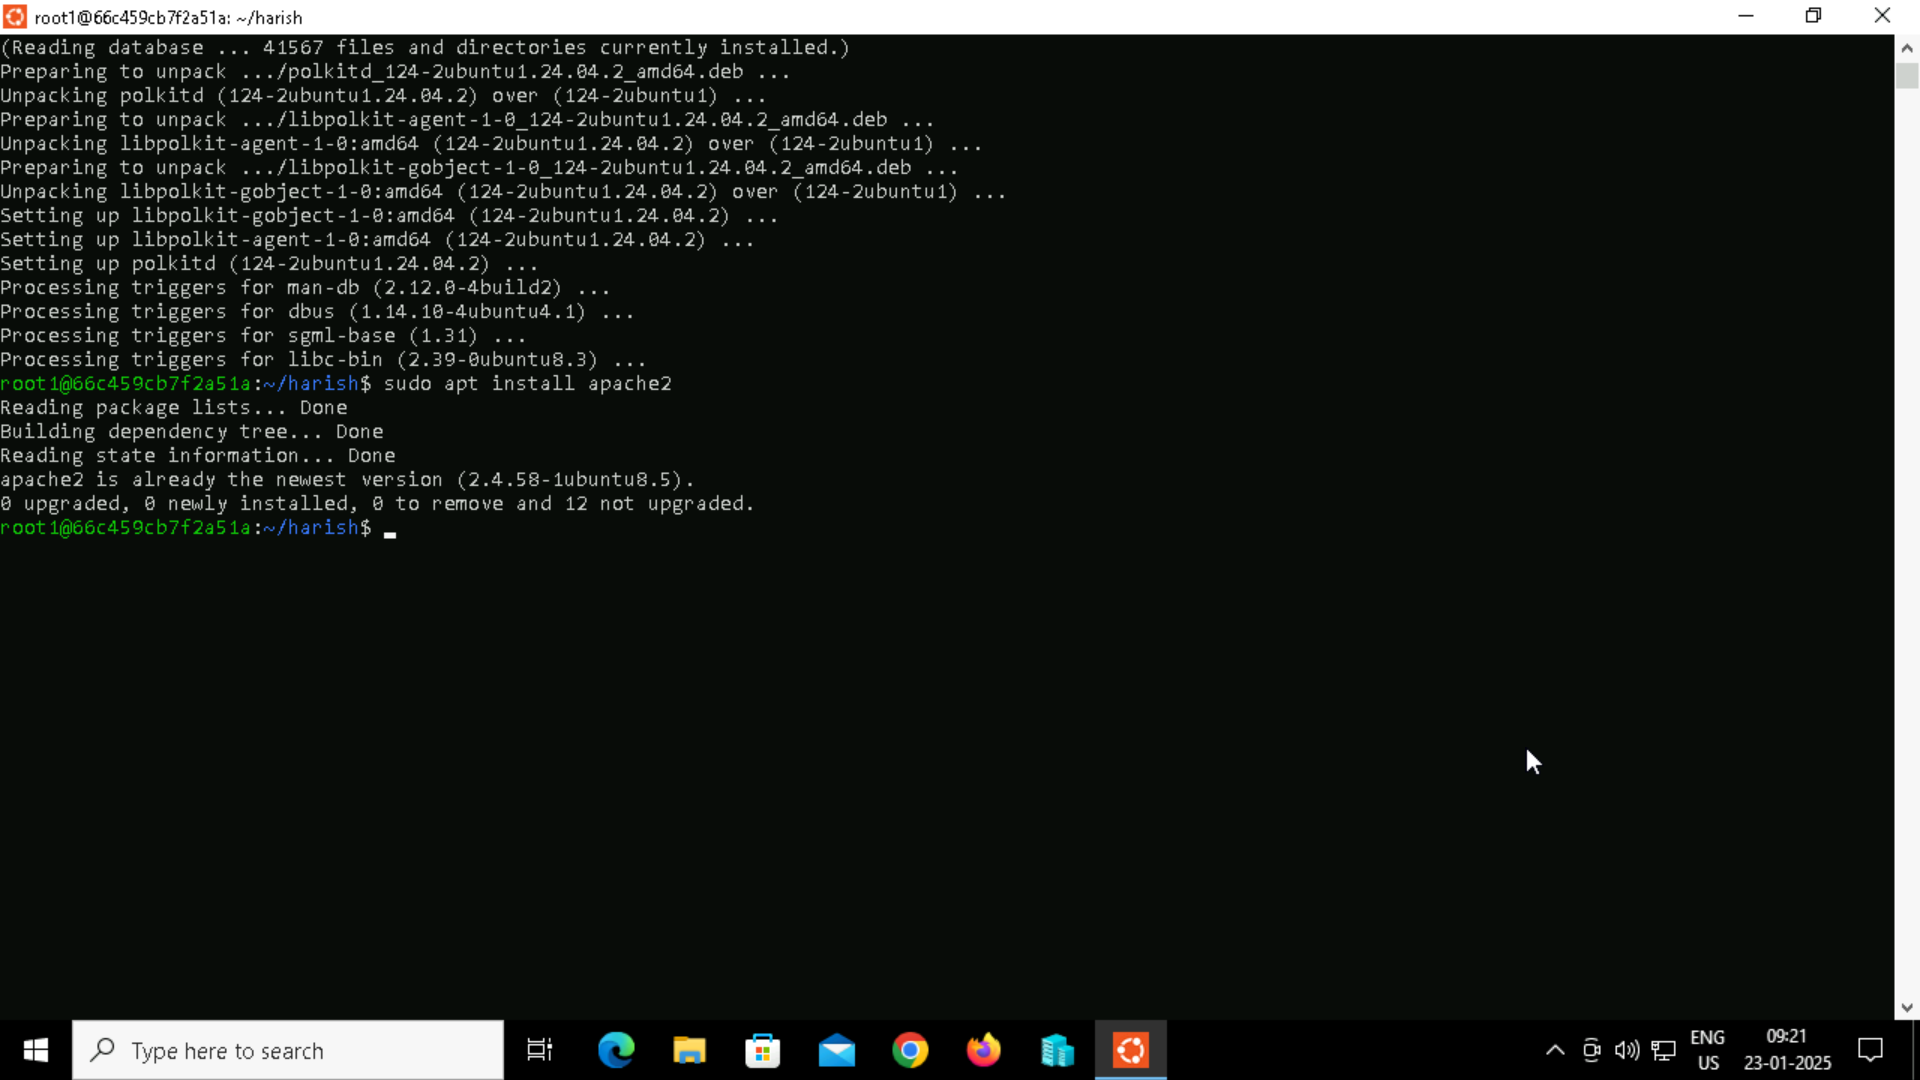 root1@66c459cb7f2a51a: ~/harish
(Reading database ... 41567 files and directories currently installed.)
Preparing to unpack .../polkitd_124-2ubuntu1.24.04.2_amd64.deb ...
Unpacking polkitd (124-2ubuntu1.24.04.2) over (124-2ubuntu1) ...
Preparing to unpack .../libpolkit-agent-1-0_124-2ubuntu1.24.04.2_amd64.deb ...
Unpacking libpolkit-agent-1-0:amd64 (124-2ubuntu1.24.04.2) over (124-2ubuntu1) ...
Preparing to unpack .../libpolkit-gobject-1-0_124-2ubuntu1.24.04.2_amd64.deb ...
Unpacking libpolkit-gobject-1-0:amd64 (124-2ubuntu1.24.04.2) over (124-2ubuntu1) ...
Setting up libpolkit-gobject-1-0:amd64 (124-2ubuntu1.24.04.2) ...
Setting up libpolkit-agent-1-0:amd64 (124-2ubuntu1.24.04.2) ...
Setting up polkitd (124-2ubuntu1.24.04.2) ...
Processing triggers for man-db (2.12.0-4build2) ...
Processing triggers for dbus (1.14.10-4ubuntu4.1) ...
Processing triggers for sgml-base (1.31) ...
Processing triggers for libc-bin (2.39-0ubuntu8.3) ...
root1@66c459cb7f2a51a:~/harish$ sudo apt install apache2
Reading package lists... Done
Building dependency tree... Done
Reading state information... Done
apache2 is already the newest version (2.4.58-1ubuntu8.5).
0 upgraded, 0 newly installed, 0 to remove and 12 not upgraded.
root1@66c459cb7f2a51a:~/harish$
Type here to search
ENG
US
09:21
23-01-2025